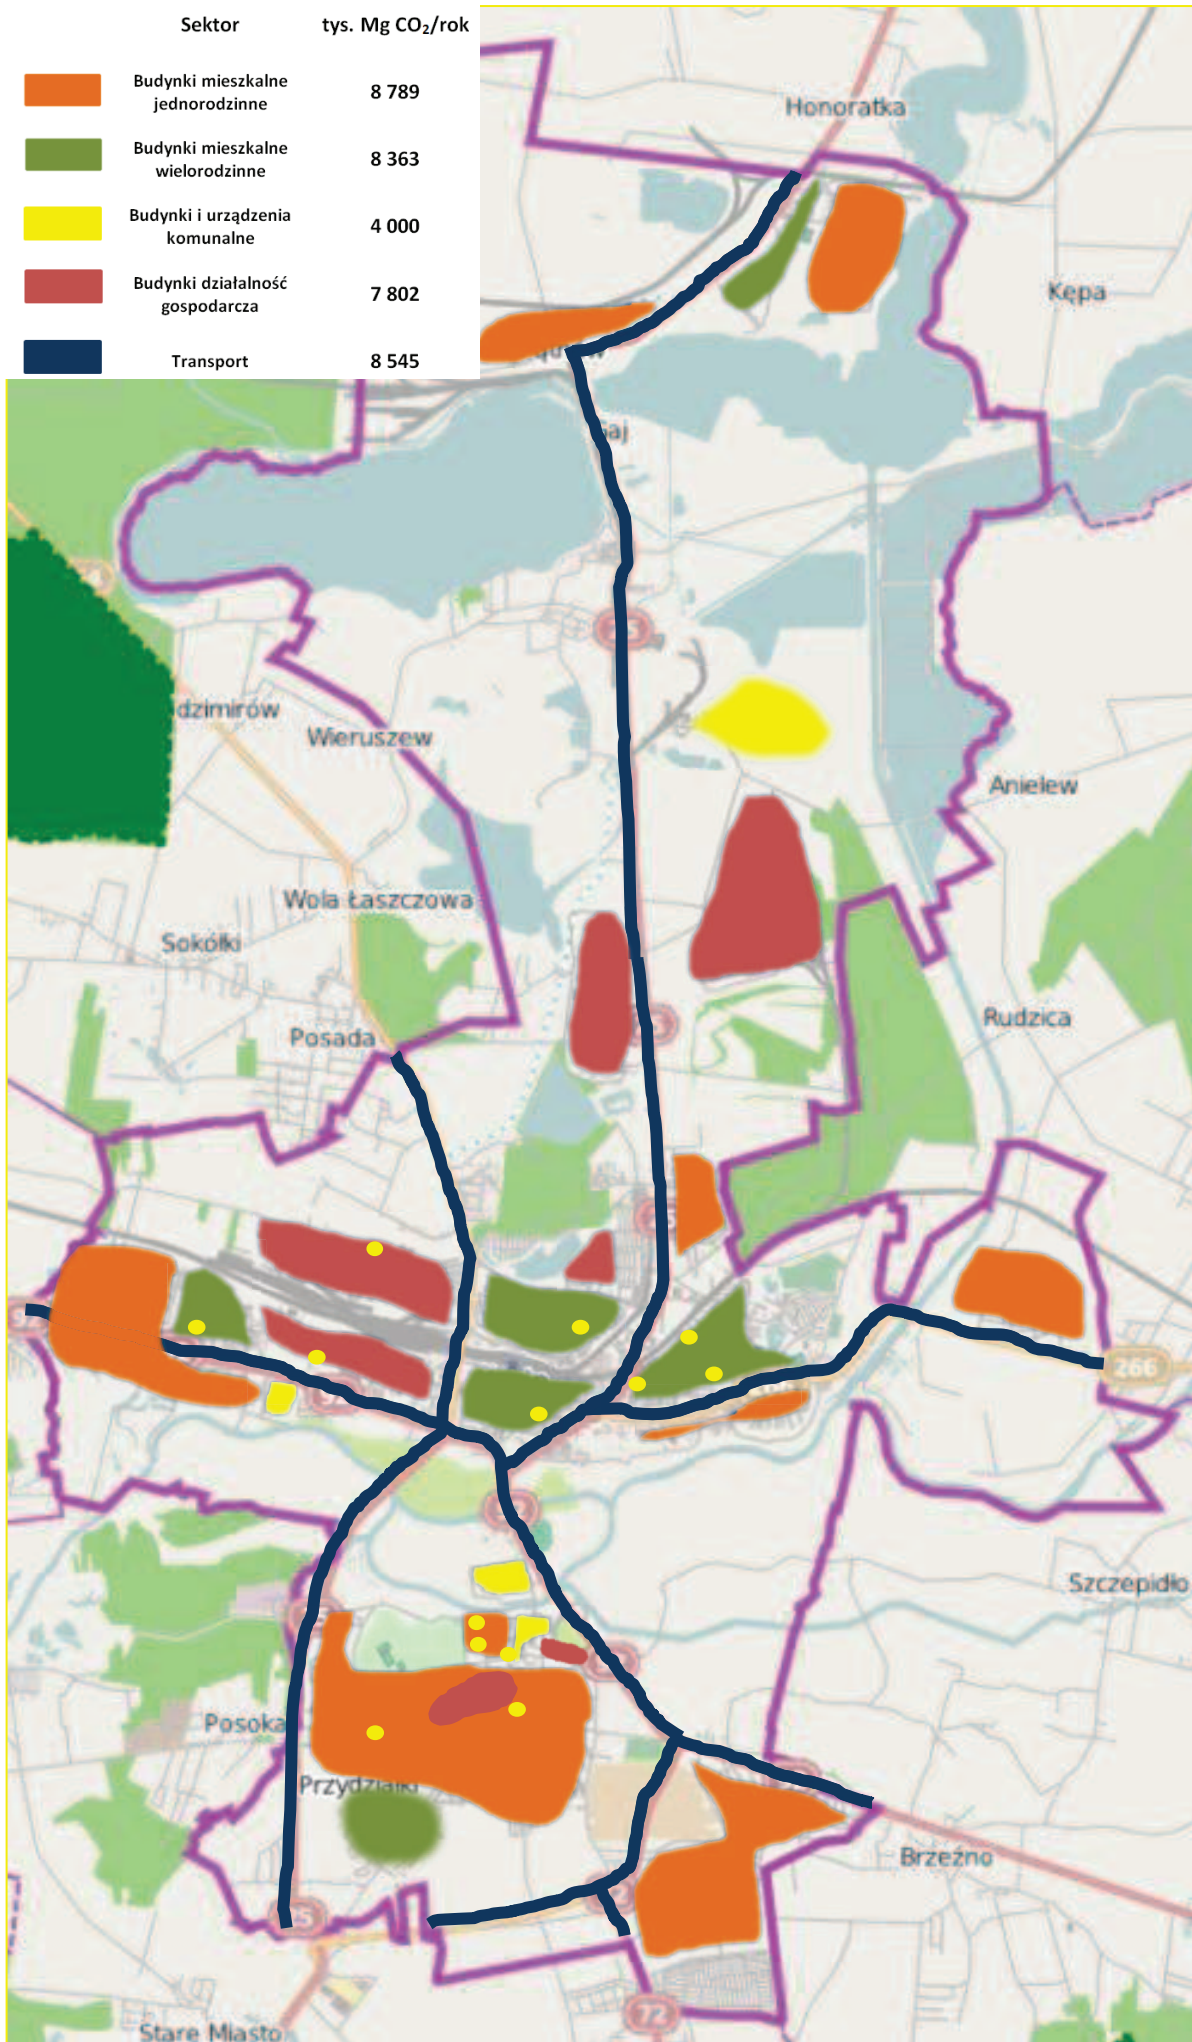 Sektor tys. Mg CO₂/rok
Budynki mieszkalne
jednorodzinne
8 789
Budynki mieszkalne
wielorodzinne
8 363
Budynki i urządzenia
komunalne
4 000
Budynki działalność
gospodarcza
7 802
Transport 8 545
Honoratka
Kępa
dzimirów
Wieruszew
Anielew
Wola Łaszczowa
Sokółki
Rudzica
Posada
266
Szczepidło
Posoka
Przydziałki
Brzeźno
72
Stare Miasto